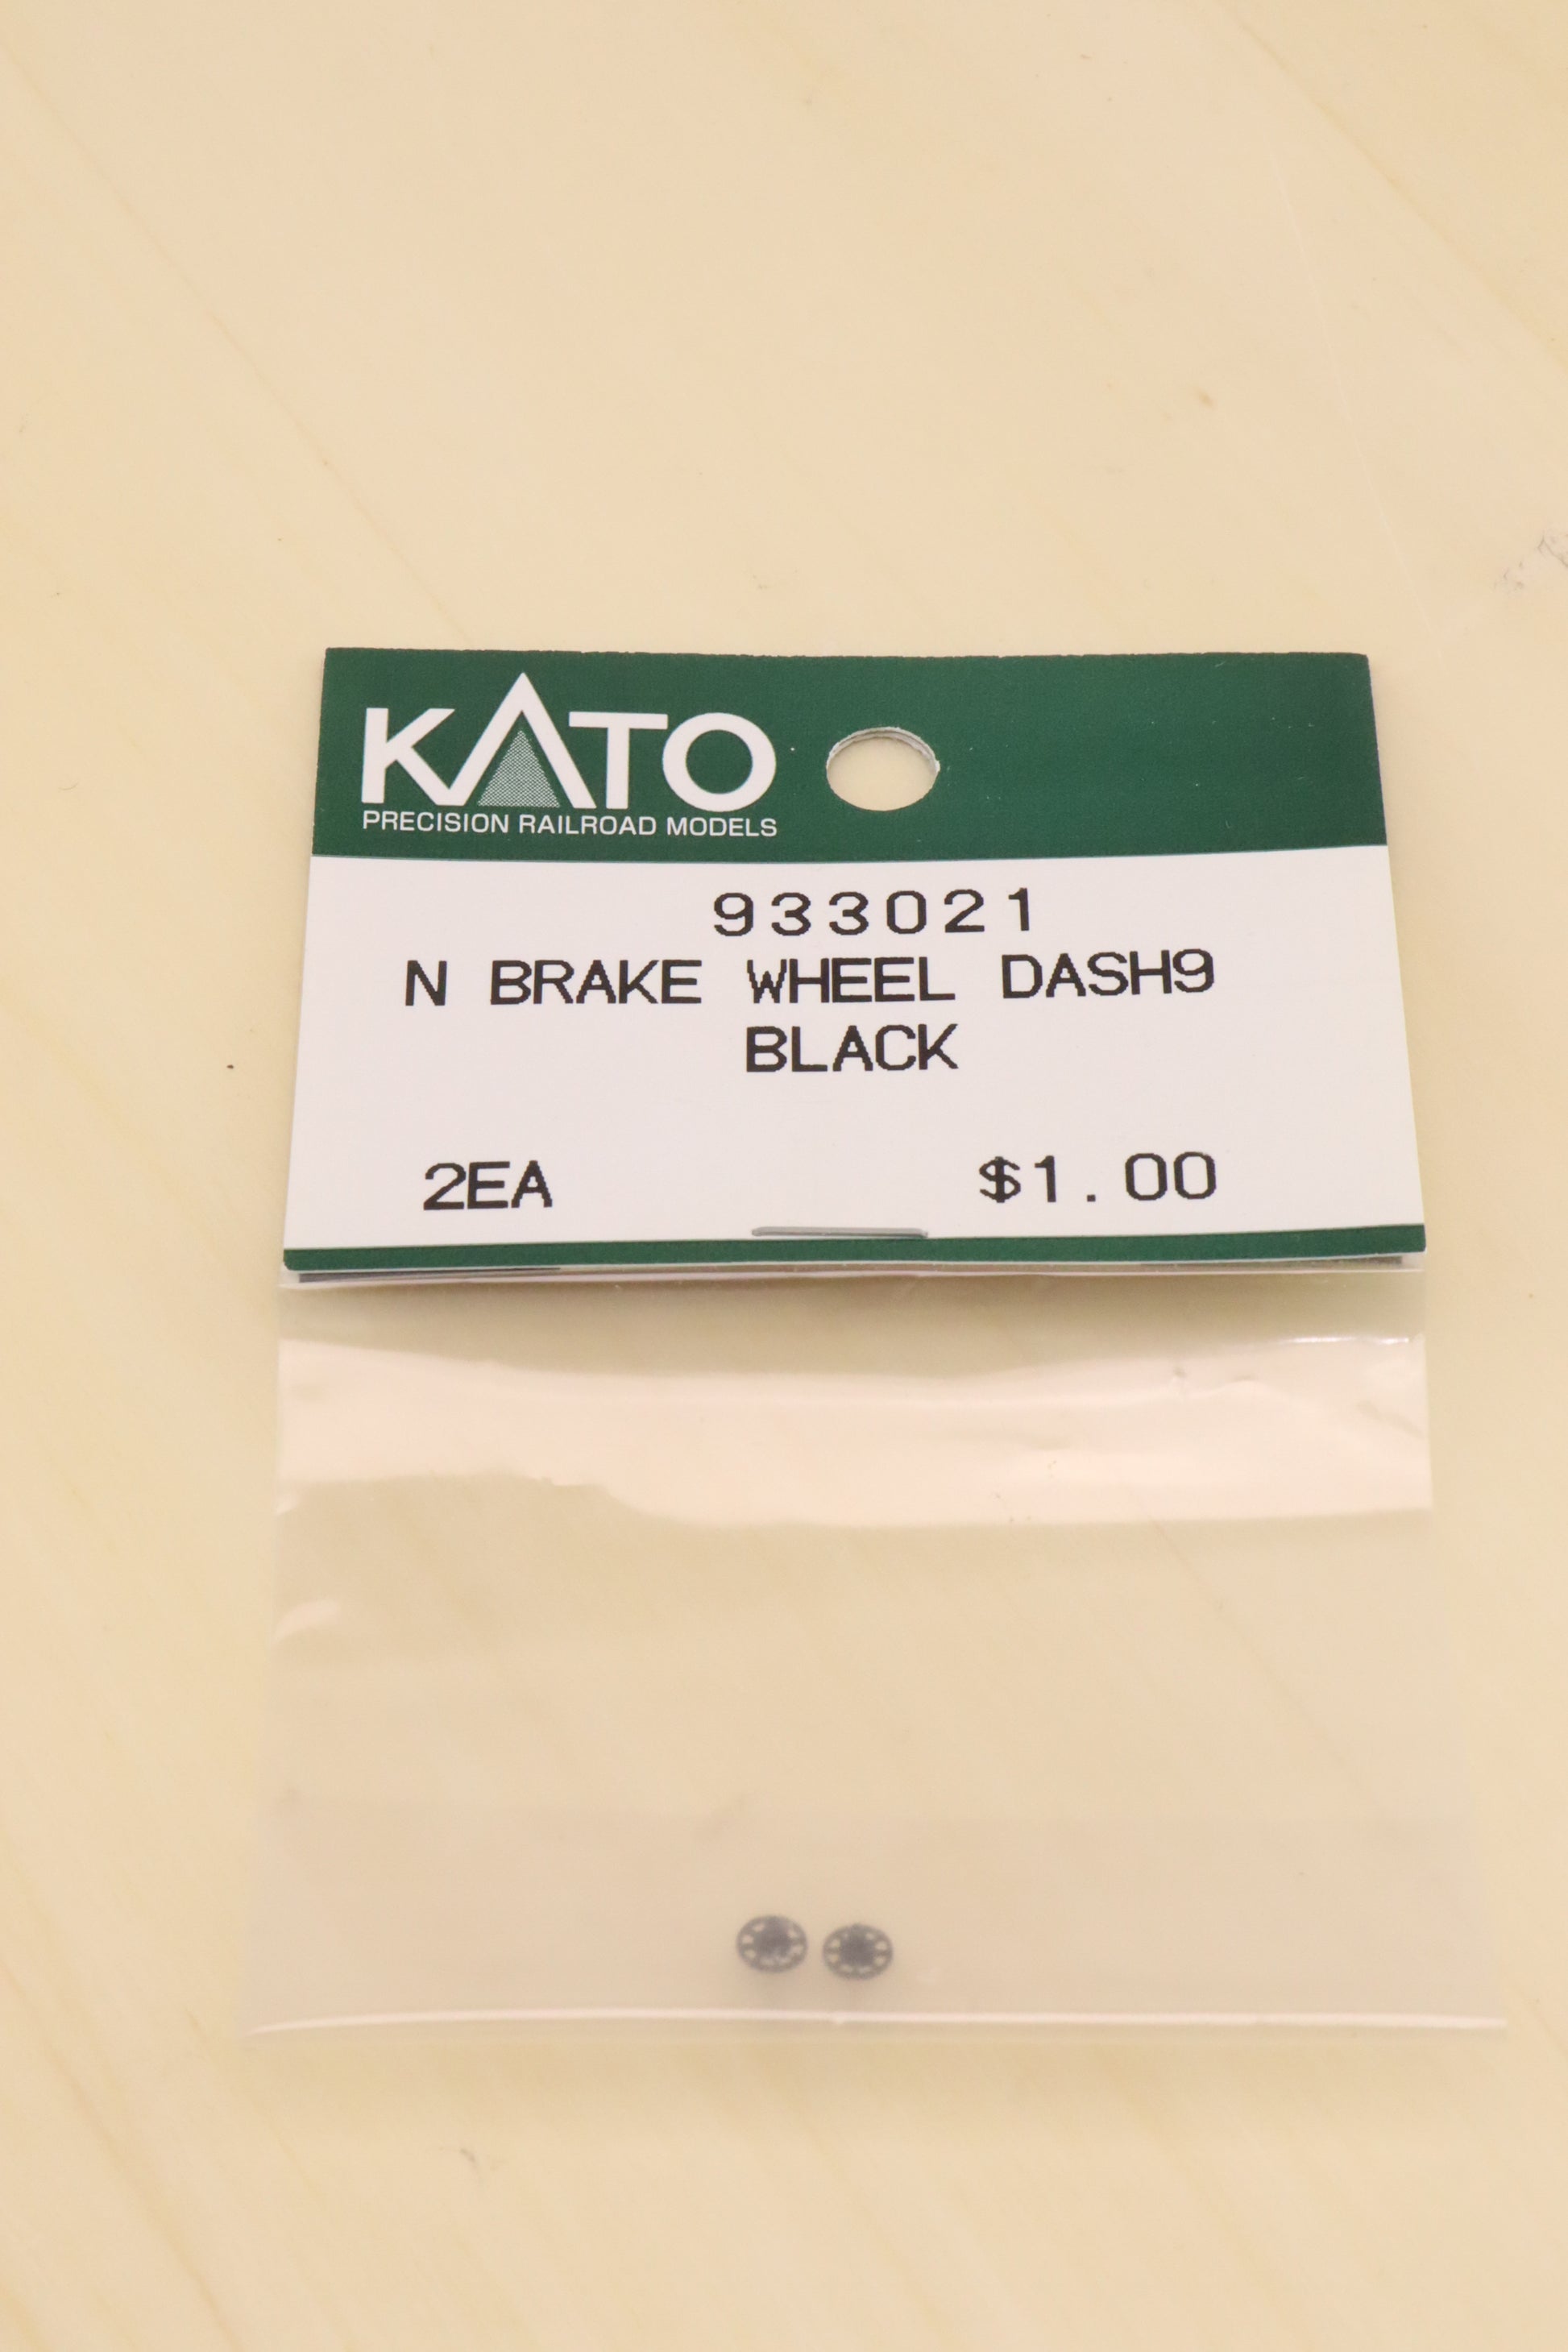 KATO
PRECISION RAILROAD MODELS
933021
N BRAKE WHEEL DASH9
BLACK
2EA $1.00